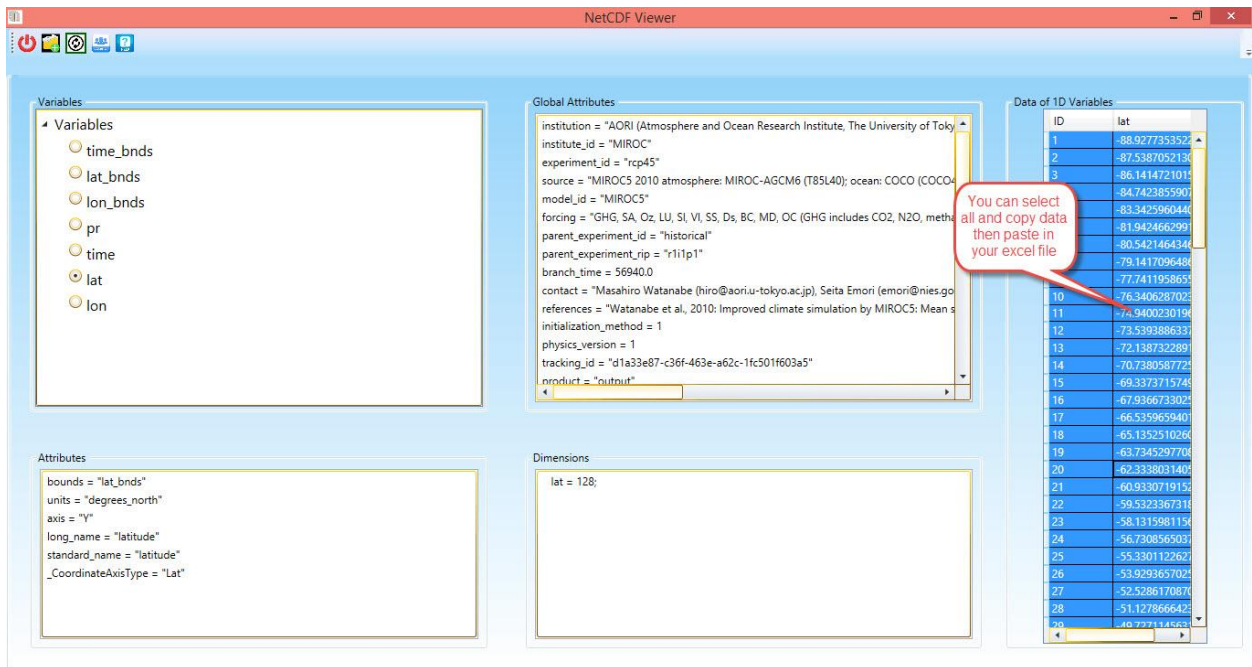 NetCDF Viewer
Variables
Variables
time_bnds
lat_bnds
lon_bnds
pr
time
lat
lon
Global Attributes
institution = "AORI (Atmosphere and Ocean Research Institute, The University of Toky
institute_id = "MIROC"
experiment_id = "rcp45"
source = "MIROC5 2010 atmosphere: MIROC-AGCM6 (T85L40); ocean: COCO (COCO4
model_id = "MIROC5"
forcing = "GHG, SA, Oz, LU, SI, VI, SS, Ds, BC, MD, OC (GHG includes CO2, N2O, metha
parent_experiment_id = "historical"
parent_experiment_rip = "r1i1p1"
branch_time = 56940.0
contact = "Masahiro Watanabe (hiro@aori.u-tokyo.ac.jp), Seita Emori (emori@nies.go
references = "Watanabe et al., 2010: Improved climate simulation by MIROC5: Mean s
initialization_method = 1
physics_version = 1
tracking_id = "d1a33e87-c36f-463e-a62c-1fc501f603a5"
product = "output"
Attributes
bounds = "lat_bnds"
units = "degrees_north"
axis = "Y"
long_name = "latitude"
standard_name = "latitude"
_CoordinateAxisType = "Lat"
Dimensions
lat = 128;
You can select
all and copy data
then paste in
your excel file
Data of 1D Variables
ID lat
1 -88.9277353522
2 -87.5387052130
3 -86.1414721015
-84.7423855907
-83.3425960440
-81.9424662991
-80.5421464346
-79.1417096486
-77.7411958655
10 -76.3406287023
11 -74.9400230196
12 -73.5393886337
13 -72.1387322891
14 -70.7380587725
15 -69.3373715749
16 -67.9366733025
17 -66.5359659401
18 -65.1352510260
19 -63.7345297708
20 -62.3338031405
21 -60.9330719152
22 -59.5323367318
23 -58.1315981156
24 -56.7308565037
25 -55.3301122627
26 -53.9293657025
27 -52.5286170870
28 -51.1278666423
29 -49.7271145631